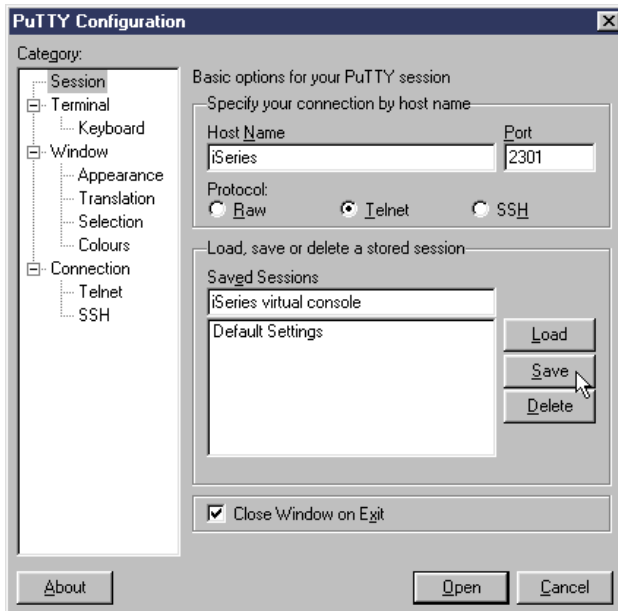 PuTTY Configuration
Category:
Session
Terminal
Keyboard
Window
Appearance
Translation
Selection
Colours
Connection
Telnet
SSH
Basic options for your PuTTY session
Specify your connection by host name
Host Name Port
iSeries 2301
Protocol:
Raw Telnet SSH
Load, save or delete a stored session
Saved Sessions
iSeries virtual console
Default Settings
Load
Save
Delete
Close Window on Exit
About Open Cancel